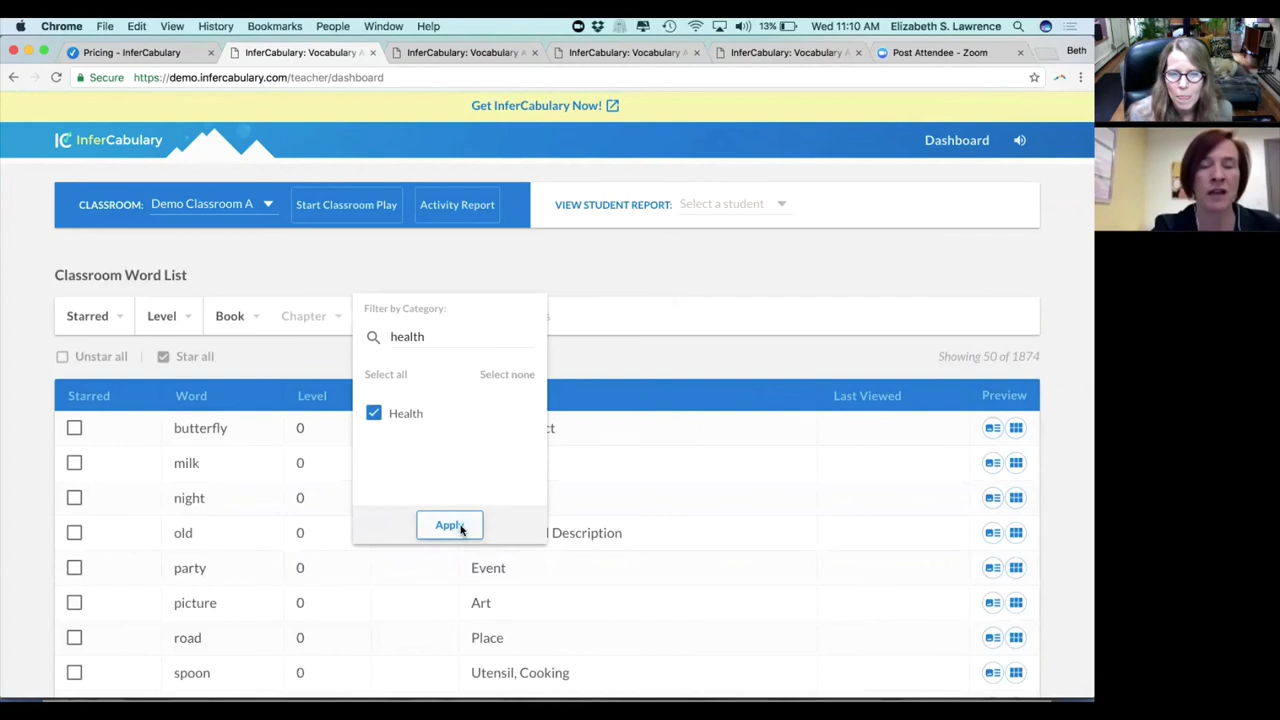 Chrome File Edit View History Bookmarks People Window Help 13% Wed 11:10 AM Elizabeth S. Lawrence
Pricing - InferCabulary InferCabulary: Vocabulary A InferCabulary: Vocabulary A InferCabulary: Vocabulary A InferCabulary: Vocabulary A Post Attendee - Zoom Beth
Secure https://demo.infercabulary.com/teacher/dashboard
Get InferCabulary Now!
IC InferCabulary Dashboard
CLASSROOM: Demo Classroom A Start Classroom Play Activity Report VIEW STUDENT REPORT: Select a student
Classroom Word List
Starred Level Book Chapter s
Unstar all | Star all Showing 50 of 1874
Filter by Category:
health
Select all Select none
Health
Apply
Starred Word Level Last Viewed Preview
butterfly 0 ct
milk 0
night 0
old 0 l Description
party 0 Event
picture 0 Art
road 0 Place
spoon 0 Utensil, Cooking